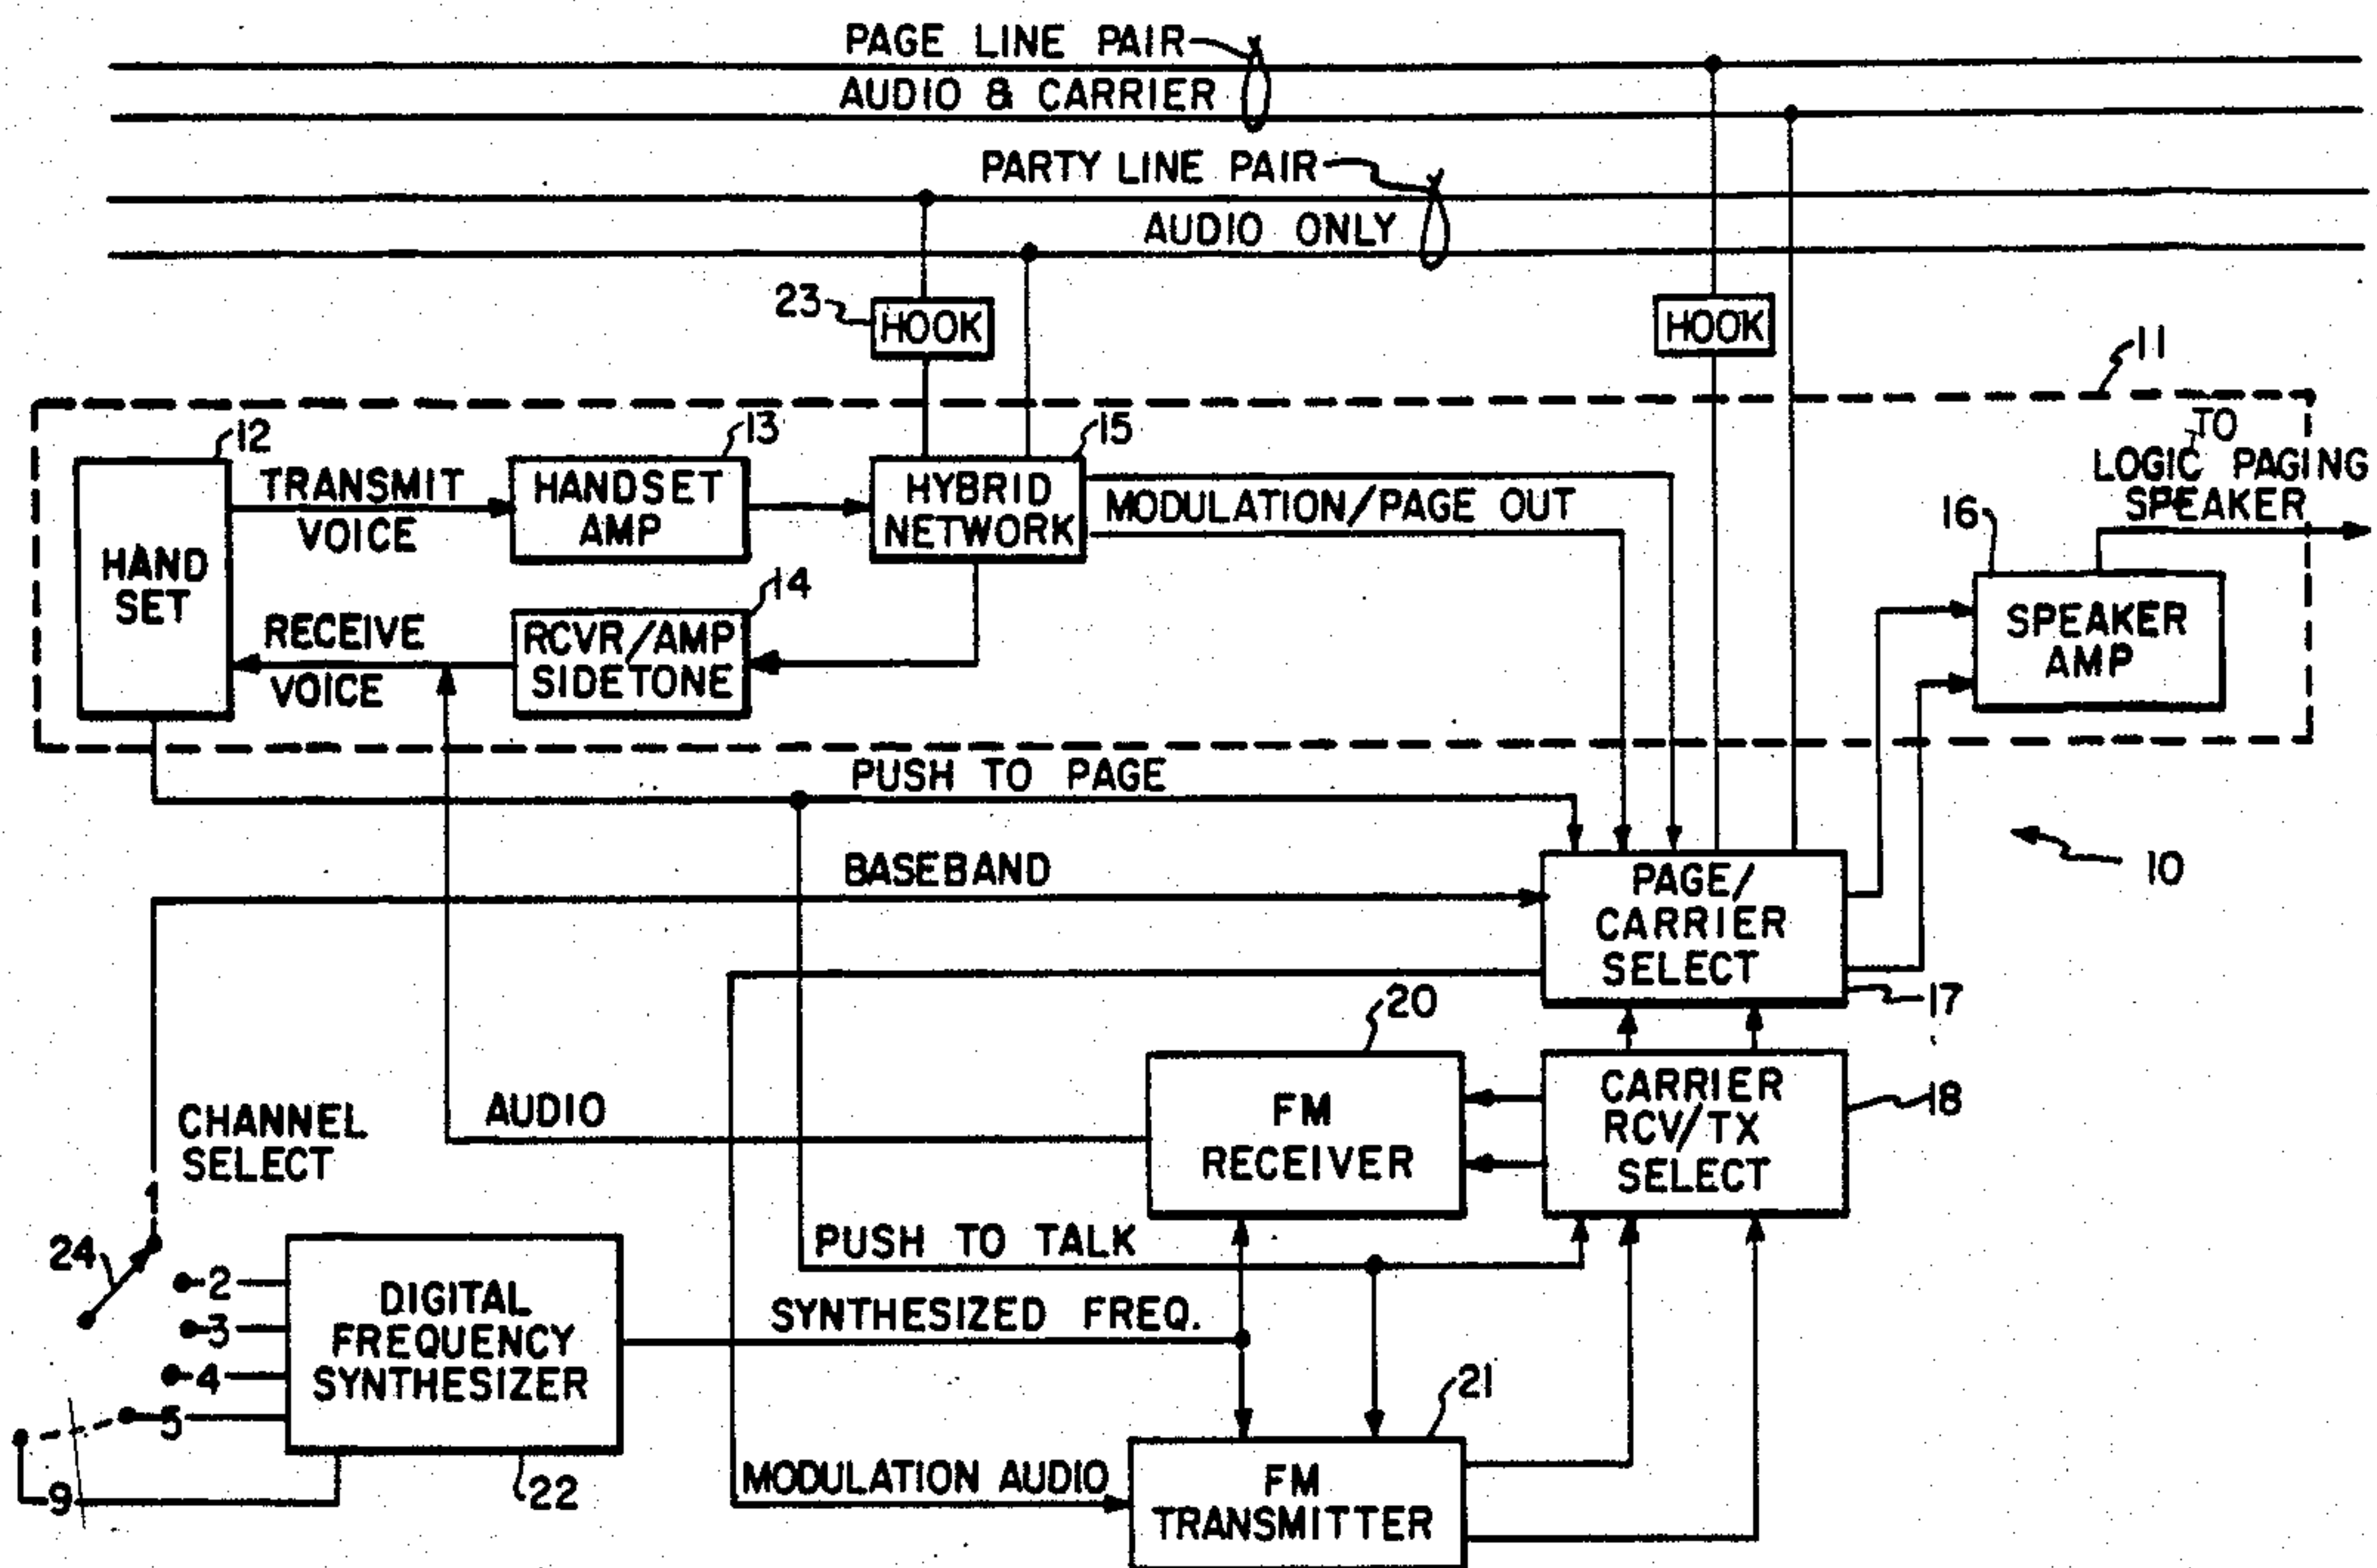 PAGE LINE PAIR
AUDIO & CARRIER
PARTY LINE PAIR
AUDIO ONLY
23
HOOK
HOOK
11
12
13
15
TO
LOGIC PAGING
SPEAKER
16
HAND
SET
TRANSMIT
VOICE
HANDSET
AMP
HYBRID
NETWORK
MODULATION/PAGE OUT
14
RECEIVE
VOICE
RCVR/AMP
SIDETONE
SPEAKER
AMP
PUSH TO PAGE
BASEBAND
PAGE/
CARRIER
SELECT
10
17
20
AUDIO
FM
RECEIVER
CARRIER
RCV/TX
SELECT
18
CHANNEL
SELECT
1
24
2
3
4
5
9
DIGITAL
FREQUENCY
SYNTHESIZER
22
PUSH TO TALK
SYNTHESIZED FREQ.
21
MODULATION AUDIO
FM
TRANSMITTER